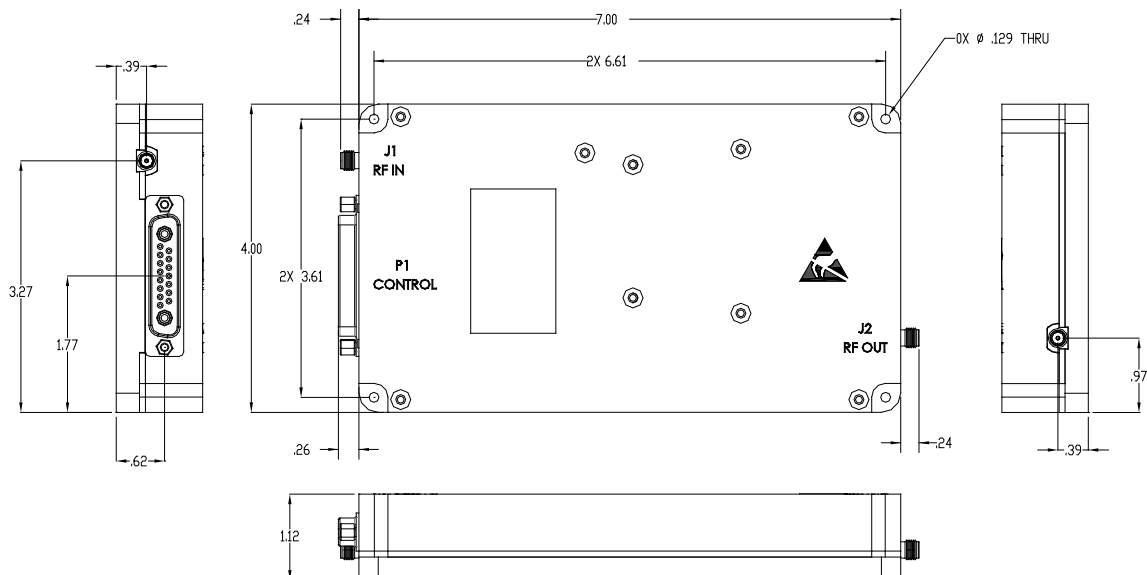 .24
7.00
0X Ø .129 THRU
2X 6.61
.39
J1
RF IN
4.00
2X 3.61
P1
CONTROL
3.27
1.77
J2
RF OUT
.97
.62
.26
.24
.39
1.12